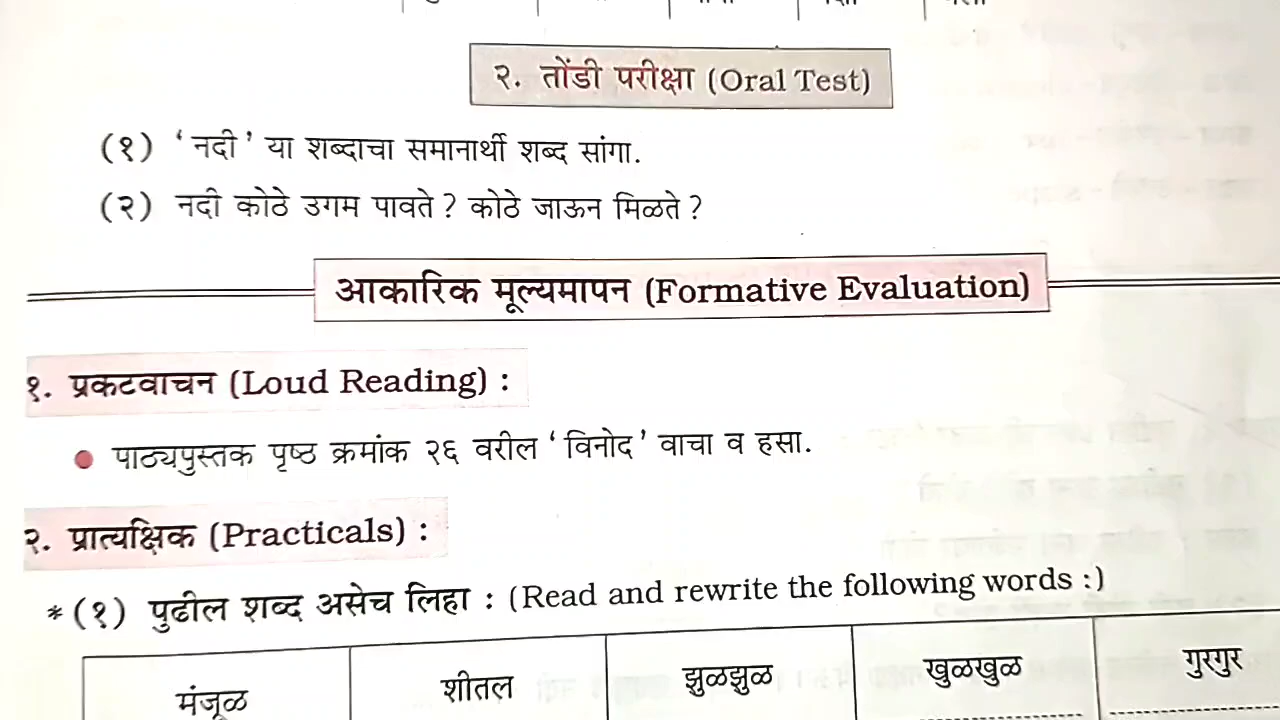 २. तोंडी परीक्षा (Oral Test)
(१) ‘नदी’ या शब्दाचा समानार्थी शब्द सांगा.
(२) नदी कोठे उगम पावते ? कोठे जाऊन मिळते ?
आकारिक मूल्यमापन (Formative Evaluation)
१. प्रकटवाचन (Loud Reading) :
● पाठ्यपुस्तक पृष्ठ क्रमांक २६ वरील ‘विनोद’ वाचा व हसा.
२. प्रात्यक्षिक (Practicals) :
* (१) पुढील शब्द असेच लिहा : (Read and rewrite the following words :)
मंजूळ शीतल झुळझुळ खुळखुळ गुरगुर